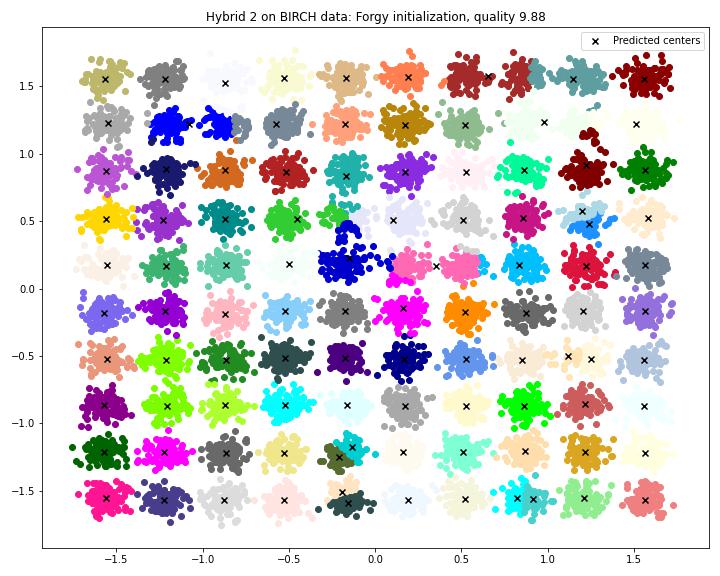 Hybrid 2 on BIRCH data: Forgy initialization, quality 9.88
Predicted centers
1.5
1.0
0.5
0.0
−0.5
−1.0
−1.5
−1.5 −1.0 −0.5 0.0 0.5 1.0 1.5